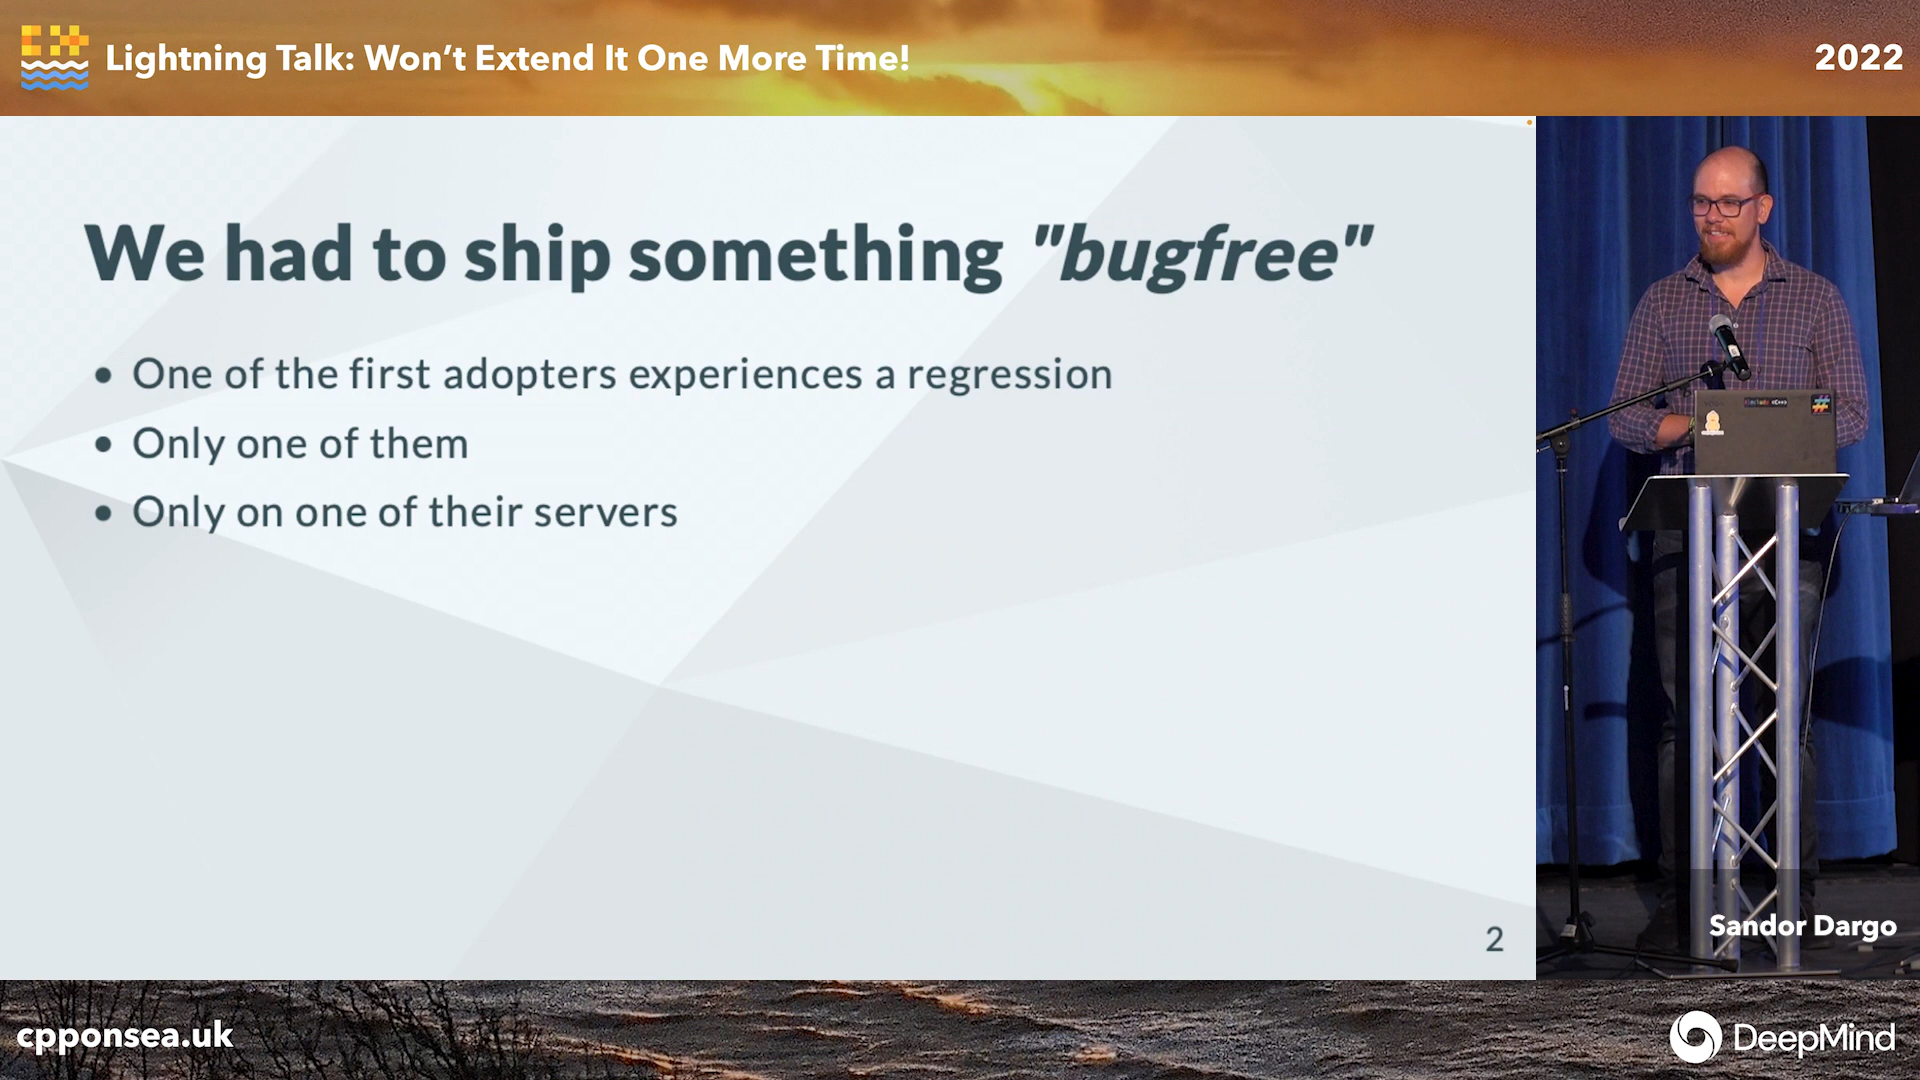 Lightning Talk: Won't Extend It One More Time!
2022
We had to ship something "bugfree"
• One of the first adopters experiences a regression
• Only one of them
• Only on one of their servers
2
Sandor Dargo
cpponsea.uk
DeepMind